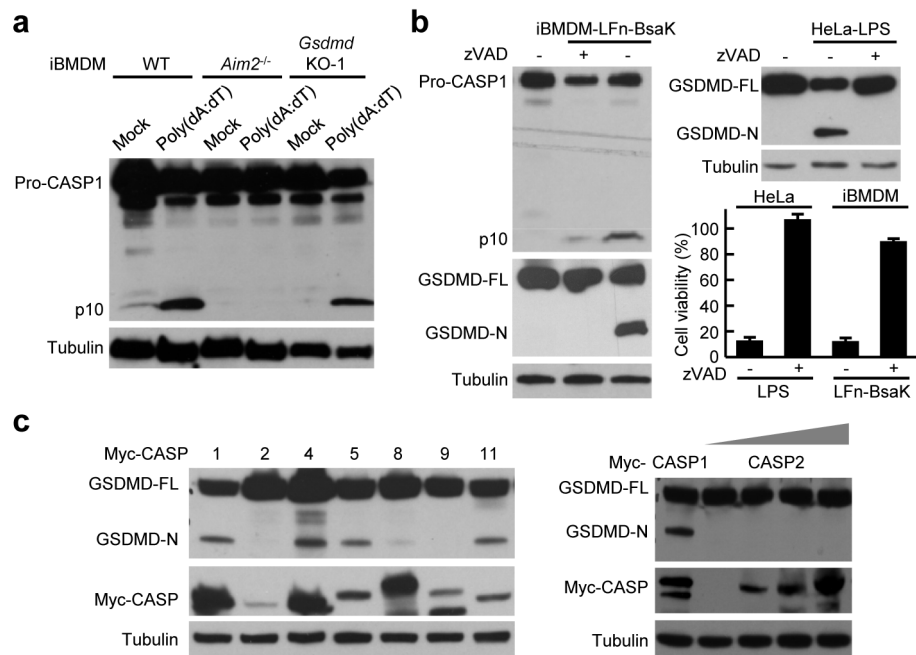 a
iBMDM WT Aim2-/- Gsdmd KO-1
Mock Poly(dA:dT) Mock Poly(dA:dT) Mock Poly(dA:dT)
Pro-CASP1
p10
Tubulin
b
iBMDM-LFn-BsaK
zVAD - + -
Pro-CASP1
p10
GSDMD-FL
GSDMD-N
Tubulin
HeLa-LPS
zVAD - - +
GSDMD-FL
GSDMD-N
Tubulin
HeLa iBMDM
Cell viability (%)
100
80
60
40
20
0
zVAD - + - +
LPS LFn-BsaK
c
Myc-CASP 1 2 4 5 8 9 11
GSDMD-FL
GSDMD-N
Myc-CASP
Tubulin
Myc- CASP1 CASP2
GSDMD-FL
GSDMD-N
Myc-CASP
Tubulin